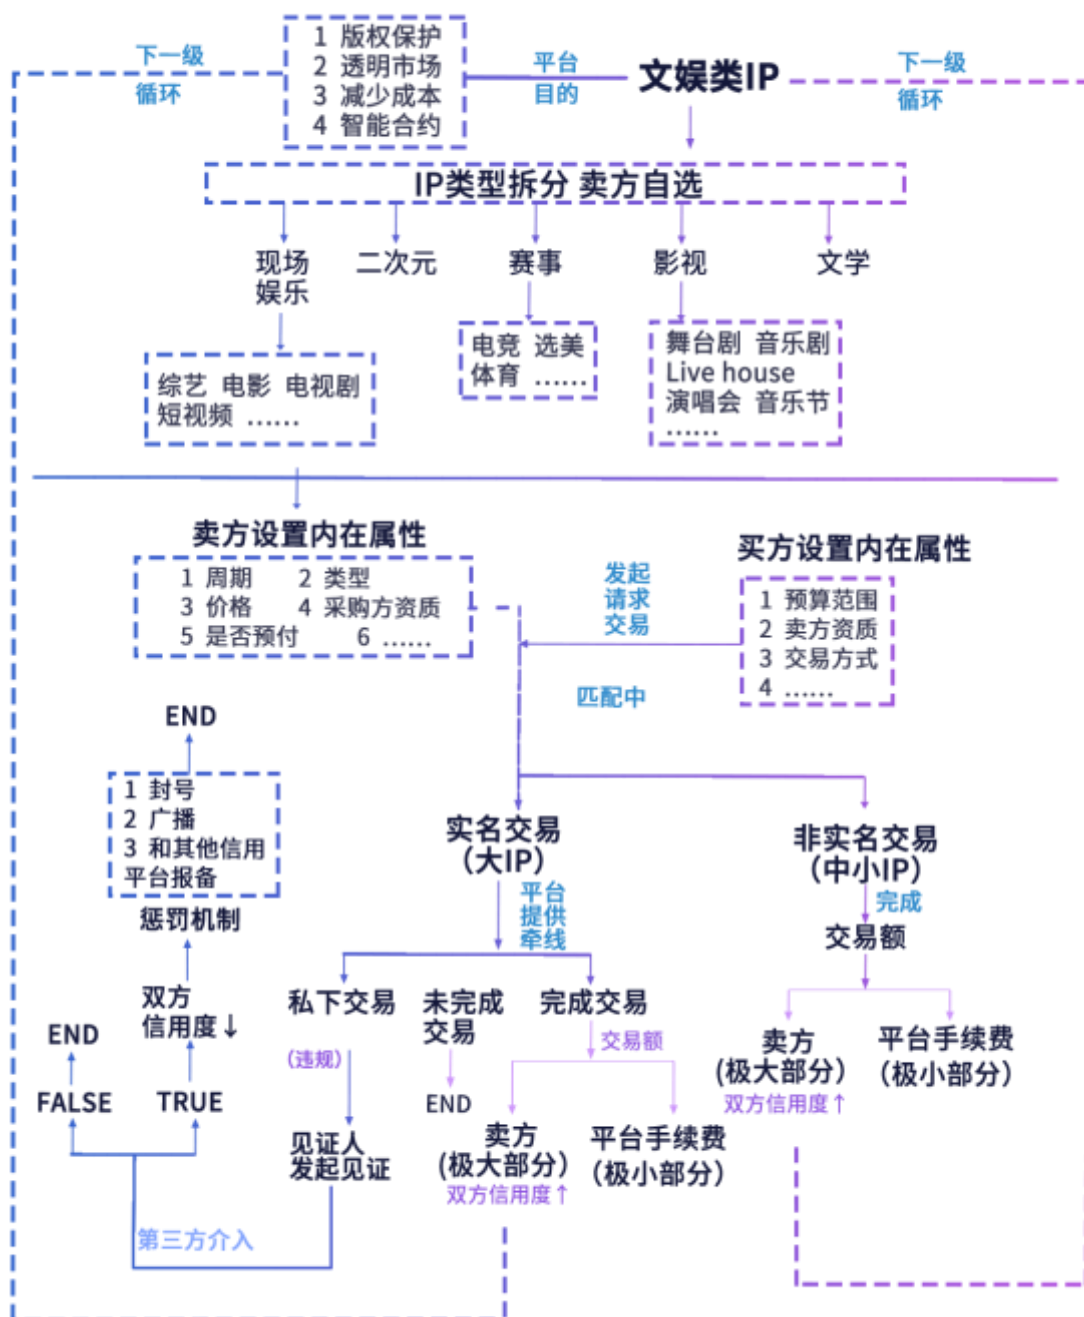 下一级
循环
1 版权保护
2 透明市场
3 减少成本
4 智能合约
平台
目的
文娱类IP
下一级
循环
IP类型拆分 卖方自选
现场
娱乐
二次元
赛事
影视
文学
综艺 电影 电视剧
短视频 ……
电竞 选美
体育 ……
舞台剧 音乐剧
Live house
演唱会 音乐节
……
卖方设置内在属性
1 周期 2 类型
3 价格 4 采购方资质
5 是否预付 6 ……
发起
请求
交易
买方设置内在属性
1 预算范围
2 卖方资质
3 交易方式
4 ……
匹配中
END
1 封号
2 广播
3 和其他信用
平台报备
惩罚机制
双方
信用度↓
END
FALSE
TRUE
实名交易
（大IP）
平台
提供
牵线
非实名交易
（中小IP）
完成
交易额
私下交易
未完成
交易
完成交易
（违规）
交易额
END
见证人
发起见证
第三方介入
卖方
（极大部分）
双方信用度↑
平台手续费
（极小部分）
卖方
（极大部分）
双方信用度↑
平台手续费
（极小部分）